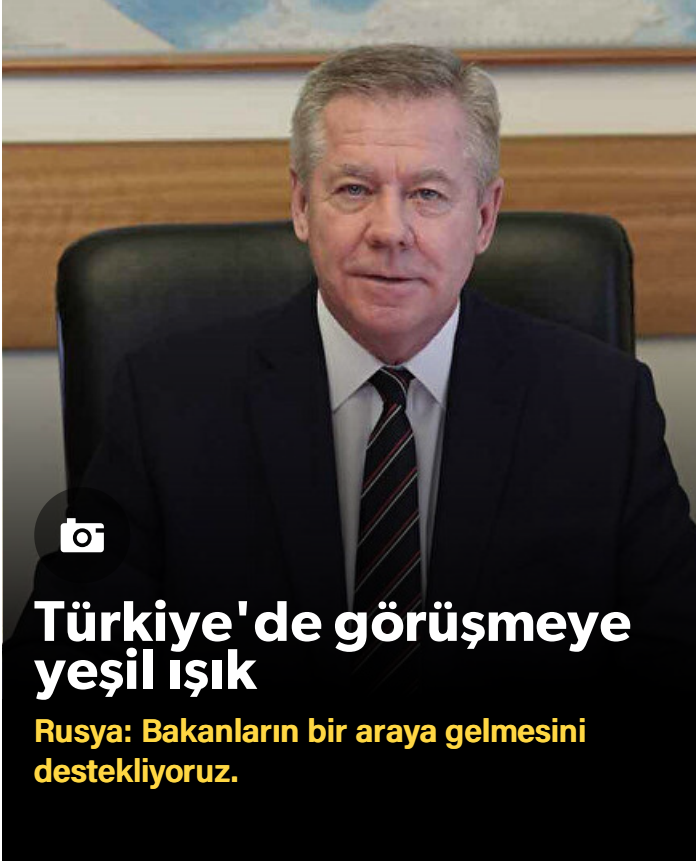 Türkiye'de görüşmeye
yeşil ışık
Rusya: Bakanların bir araya gelmesini
destekliyoruz.